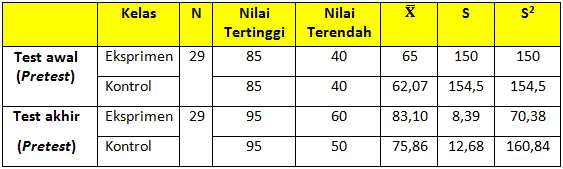 Kelas N Nilai Tertinggi Nilai Terendah X̅ S S²
Test awal Eksprimen 29 85 40 65 150 150
(Pretest) Kontrol 85 40 62,07 154,5 154,5
Test akhir Eksprimen 29 95 60 83,10 8,39 70,38
(Pretest) Kontrol 95 50 75,86 12,68 160,84